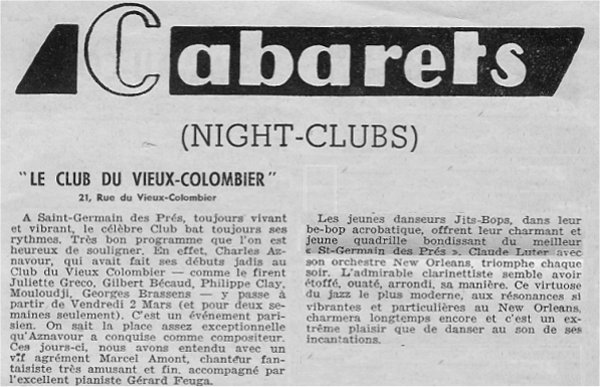 Cabarets
(NIGHT-CLUBS)
"LE CLUB DU VIEUX-COLOMBIER"
21, Rue du Vieux-Colombier
A Saint-Germain des Prés, toujours vivant
et vibrant, le célèbre Club bat toujours ses
rythmes. Très bon programme que l'on est
heureux de souligner. En effet, Charles Az-
navour, qui avait fait ses débuts jadis au
Club du Vieux Colombier — comme le firent
Juliette Greco, Gilbert Bécaud, Philippe Clay,
Mouloudji, Georges Brassens — y passe à
partir de Vendredi 2 Mars (et pour deux se-
maines seulement). C'est un événement pari-
sien. On sait la place assez exceptionnelle
qu'Aznavour a conquise comme compositeur.
Ces jours-ci, nous avons entendu avec un
vif agrément Marcel Amont, chanteur fan-
taisiste très amusant et fin, accompagné par
l'excellent pianiste Gérard Feuga.
Les jeunes danseurs Jits-Bops, dans leur
be-bop acrobatique, offrent leur charmant et
jeune quadrille bondissant du meilleur
« St-Germain des Prés ». Claude Luter avec
son orchestre New Orleans, triomphe chaque
soir. L'admirable clarinettiste semble avoir
étoffé, ouaté, arrondi, sa manière. Ce virtuose
du jazz le plus moderne, aux résonances si
vibrantes et particulières au New Orleans,
charmera longtemps encore et c'est un ex-
trême plaisir que de danser au son de ses
incantations.